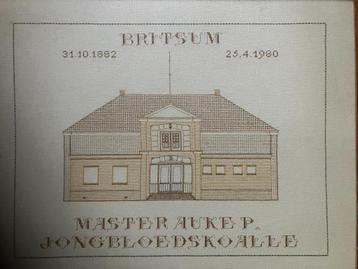 BRITSUM
31.10.1882 25.4.1980
MASTER AUKE P.
JONGBLOEDSKOALLE